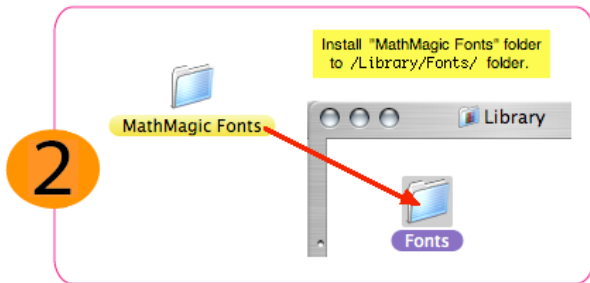 Install "MathMagic Fonts" folder
to /Library/Fonts/ folder.
MathMagic Fonts
Library
2
Fonts